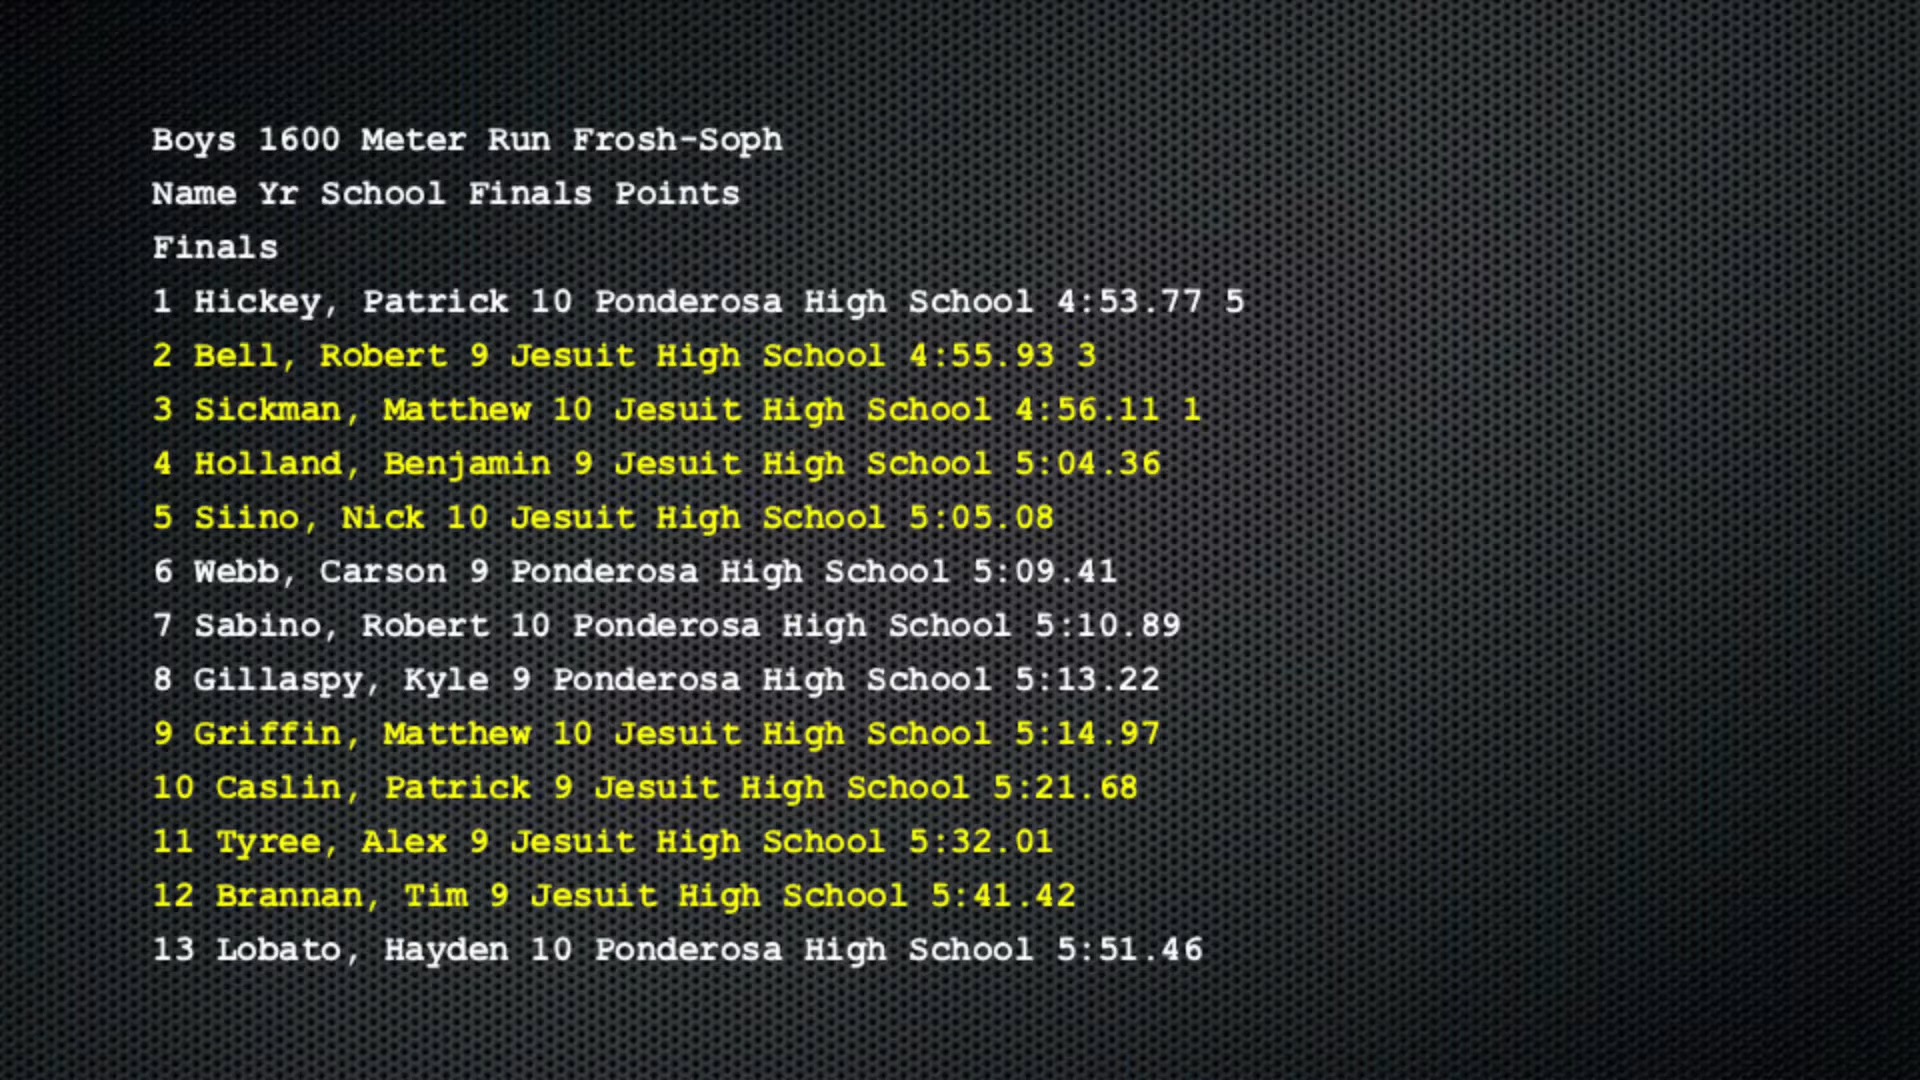 Boys 1600 Meter Run Frosh-Soph
Name Yr School Finals Points
Finals
1 Hickey, Patrick 10 Ponderosa High School 4:53.77 5
2 Bell, Robert 9 Jesuit High School 4:55.93 3
3 Sickman, Matthew 10 Jesuit High School 4:56.11 1
4 Holland, Benjamin 9 Jesuit High School 5:04.36
5 Siino, Nick 10 Jesuit High School 5:05.08
6 Webb, Carson 9 Ponderosa High School 5:09.41
7 Sabino, Robert 10 Ponderosa High School 5:10.89
8 Gillaspy, Kyle 9 Ponderosa High School 5:13.22
9 Griffin, Matthew 10 Jesuit High School 5:14.97
10 Caslin, Patrick 9 Jesuit High School 5:21.68
11 Tyree, Alex 9 Jesuit High School 5:32.01
12 Brannan, Tim 9 Jesuit High School 5:41.42
13 Lobato, Hayden 10 Ponderosa High School 5:51.46